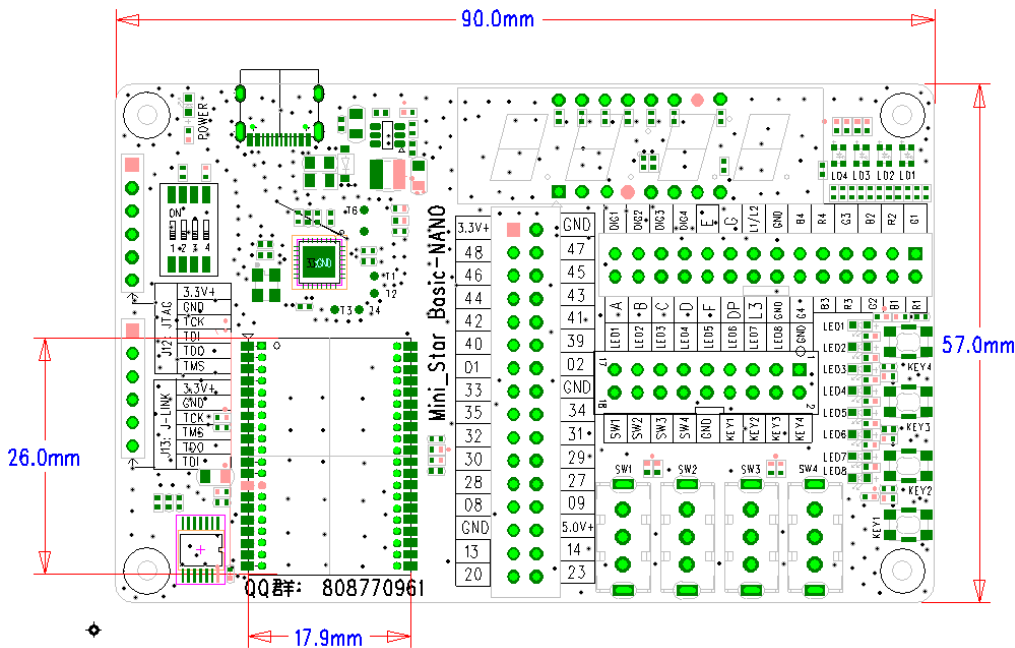 90.0mm
POWER
LD4 LD3 LD2 LD1
T6
ON
1 2 3 4
GND
T1
T2
T3 T4
Mini_Star Basic-NANO
3.3V+ GND
48 47
46 45
44 43
42 41
40 39
01 02
33 GND
35 34
32 31
30 29
28 27
08 09
GND 5.0V+
13 14
20 23
DIG1 DIG2 DIG3 DIG4 E G L1/L2 GND B4 R4 G3 B2 R2 G1
A B C D F DP L3 GND G4 B3 R3 G2 B1 R1
LED1 LED2 LED3 LED4 LED5 LED6 LED7 LED8 GND
17 1
18 2
SW1 SW2 SW3 SW4 GND KEY1 KEY2 KEY3 KEY4
J12: JTAG
3.3V+
GND
TCK
TDI
TDO
TMS
J13: J-LINK
3.3V+
GND
TCK
TMS
TDO
TDI
LED1
LED2
LED3
LED4
LED5
LED6
LED7
LED8
KEY4
KEY3
KEY2
KEY1
SW1 SW2 SW3 SW4
57.0mm
26.0mm
QQ群: 808770961
17.9mm